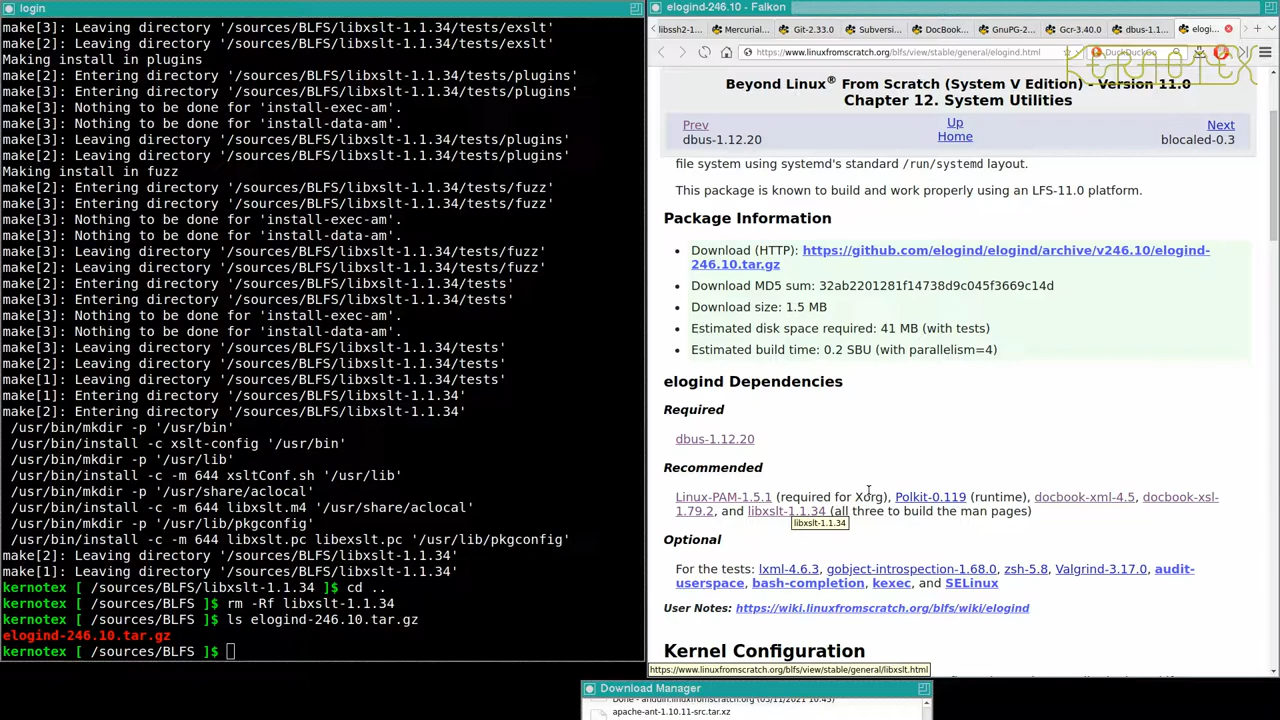 login
make[3]: Leaving directory '/sources/BLFS/libxslt-1.1.34/tests/exslt'
make[2]: Leaving directory '/sources/BLFS/libxslt-1.1.34/tests/exslt'
Making install in plugins
make[2]: Entering directory '/sources/BLFS/libxslt-1.1.34/tests/plugins'
make[3]: Entering directory '/sources/BLFS/libxslt-1.1.34/tests/plugins'
make[3]: Nothing to be done for 'install-exec-am'.
make[3]: Nothing to be done for 'install-data-am'.
make[3]: Leaving directory '/sources/BLFS/libxslt-1.1.34/tests/plugins'
make[2]: Leaving directory '/sources/BLFS/libxslt-1.1.34/tests/plugins'
Making install in fuzz
make[2]: Entering directory '/sources/BLFS/libxslt-1.1.34/tests/fuzz'
make[3]: Entering directory '/sources/BLFS/libxslt-1.1.34/tests/fuzz'
make[3]: Nothing to be done for 'install-exec-am'.
make[3]: Nothing to be done for 'install-data-am'.
make[3]: Leaving directory '/sources/BLFS/libxslt-1.1.34/tests/fuzz'
make[2]: Leaving directory '/sources/BLFS/libxslt-1.1.34/tests/fuzz'
make[2]: Entering directory '/sources/BLFS/libxslt-1.1.34/tests'
make[3]: Entering directory '/sources/BLFS/libxslt-1.1.34/tests'
make[3]: Nothing to be done for 'install-exec-am'.
make[3]: Nothing to be done for 'install-data-am'.
make[3]: Leaving directory '/sources/BLFS/libxslt-1.1.34/tests'
make[2]: Leaving directory '/sources/BLFS/libxslt-1.1.34/tests'
make[1]: Leaving directory '/sources/BLFS/libxslt-1.1.34/tests'
make[1]: Entering directory '/sources/BLFS/libxslt-1.1.34'
make[2]: Entering directory '/sources/BLFS/libxslt-1.1.34'
/usr/bin/mkdir -p '/usr/bin'
/usr/bin/install -c xslt-config '/usr/bin'
/usr/bin/mkdir -p '/usr/lib'
/usr/bin/install -c -m 644 xsltConf.sh '/usr/lib'
/usr/bin/mkdir -p '/usr/share/aclocal'
/usr/bin/install -c -m 644 libxslt.m4 '/usr/share/aclocal'
/usr/bin/mkdir -p '/usr/lib/pkgconfig'
/usr/bin/install -c -m 644 libxslt.pc libexslt.pc '/usr/lib/pkgconfig'
make[2]: Leaving directory '/sources/BLFS/libxslt-1.1.34'
make[1]: Leaving directory '/sources/BLFS/libxslt-1.1.34'
kernotex [ /sources/BLFS/libxslt-1.1.34 ]$ cd ..
kernotex [ /sources/BLFS ]$ rm -Rf libxslt-1.1.34
kernotex [ /sources/BLFS ]$ ls elogind-246.10.tar.gz
elogind-246.10.tar.gz
kernotex [ /sources/BLFS ]$
elogind-246.10 - Falkon
libssh2-1... Mercurial... Git-2.33.0 Subversi... DocBook... GnuPG-2... Gcr-3.40.0 dbus-1.1... elogi...
https://www.linuxfromscratch.org/blfs/view/stable/general/elogind.html DuckDuckGo
KERNOTEX
Beyond Linux® From Scratch (System V Edition) - Version 11.0
Chapter 12. System Utilities
Prev Up Next
dbus-1.12.20 Home blocaled-0.3
file system using systemd's standard /run/systemd layout.
This package is known to build and work properly using an LFS-11.0 platform.
Package Information
Download (HTTP): https://github.com/elogind/elogind/archive/v246.10/elogind-
246.10.tar.gz
Download MD5 sum: 32ab2201281f14738d9c045f3669c14d
Download size: 1.5 MB
Estimated disk space required: 41 MB (with tests)
Estimated build time: 0.2 SBU (with parallelism=4)
elogind Dependencies
Required
dbus-1.12.20
Recommended
Linux-PAM-1.5.1 (required for Xorg), Polkit-0.119 (runtime), docbook-xml-4.5, docbook-xsl-
1.79.2, and libxslt-1.1.34 (all three to build the man pages)
libxslt-1.1.34
Optional
For the tests: lxml-4.6.3, gobject-introspection-1.68.0, zsh-5.8, Valgrind-3.17.0, audit-
userspace, bash-completion, kexec, and SELinux
User Notes: https://wiki.linuxfromscratch.org/blfs/wiki/elogind
Kernel Configuration
https://www.linuxfromscratch.org/blfs/view/stable/general/libxslt.html
Download Manager
apache-ant-1.10.11-src.tar.xz